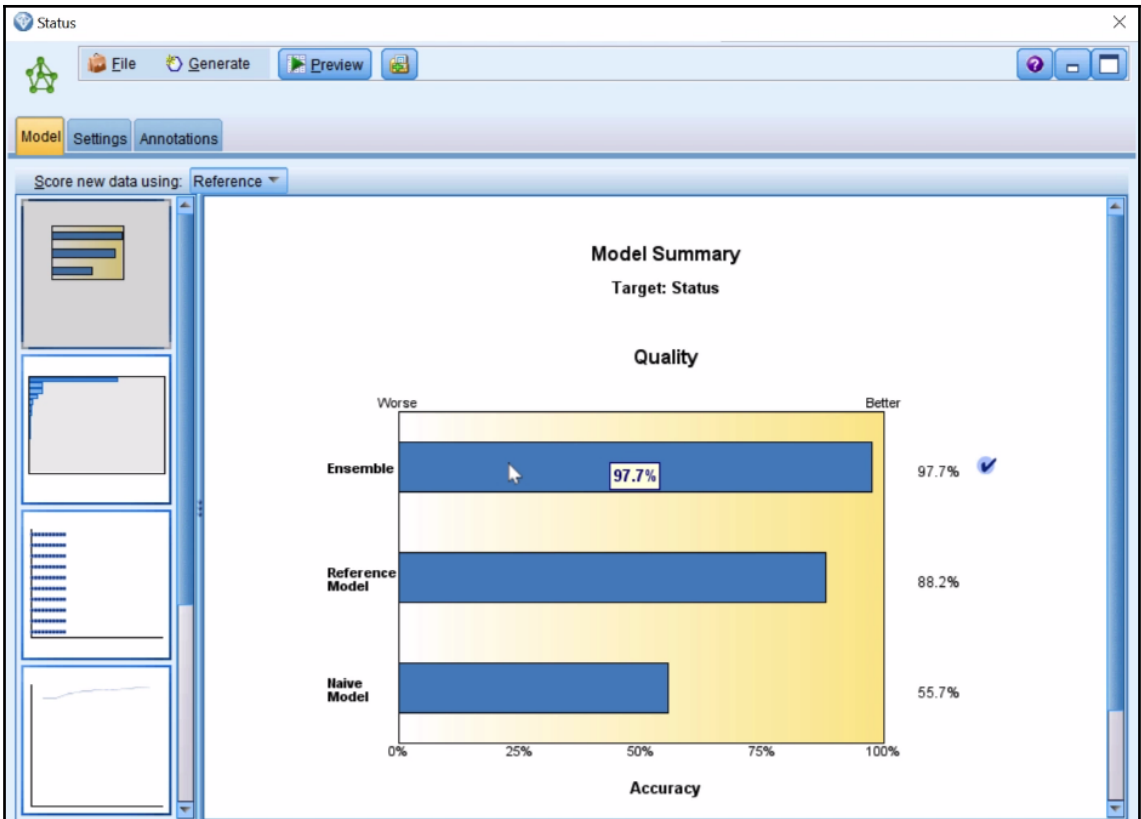 Status
File Generate Preview
Model Settings Annotations
Score new data using: Reference
Model Summary
Target: Status
Quality
Worse Better
Ensemble 97.7% 97.7%
Reference
Model 88.2%
Naive
Model 55.7%
0% 25% 50% 75% 100%
Accuracy